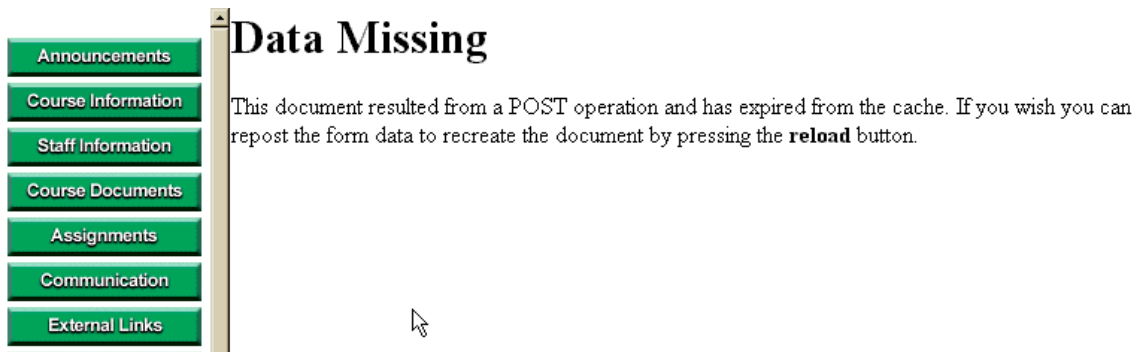 Announcements
Course Information
Staff Information
Course Documents
Assignments
Communication
External Links
Data Missing
This document resulted from a POST operation and has expired from the cache. If you wish you can
repost the form data to recreate the document by pressing the reload button.